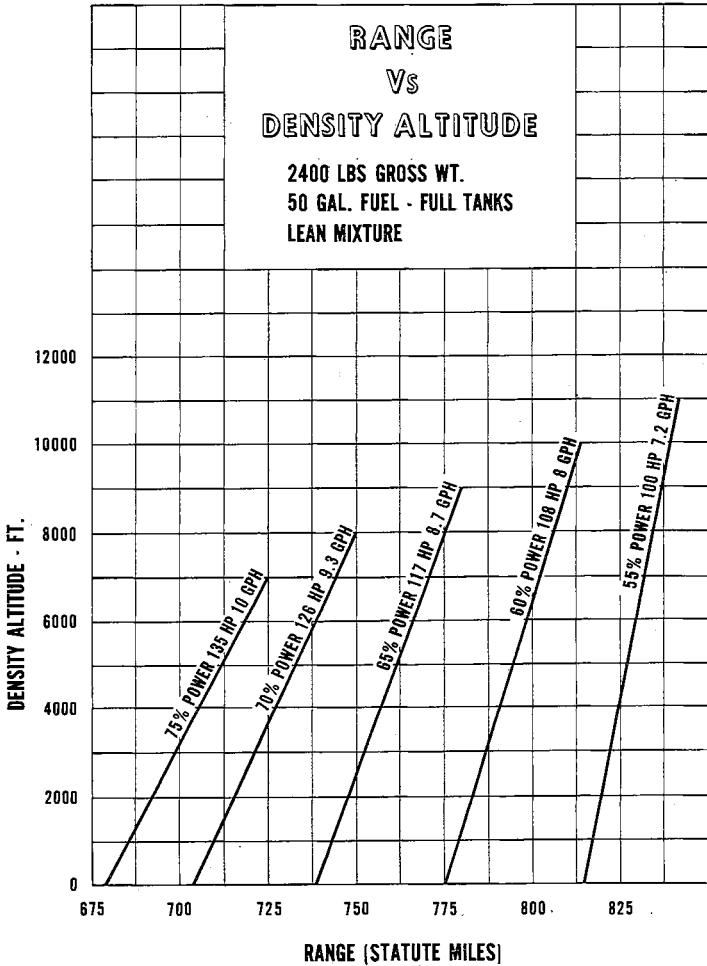 RANGE
Vs
DENSITY ALTITUDE
2400 LBS GROSS WT.
50 GAL. FUEL - FULL TANKS
LEAN MIXTURE
12000
10000
8000
6000
4000
2000
0
DENSITY ALTITUDE - FT.
75% POWER 135 HP 10 GPH
70% POWER 126 HP 9.3 GPH
65% POWER 117 HP 8.7 GPH
60% POWER 108 HP 8 GPH
55% POWER 100 HP 7.2 GPH
675 700 725 750 775 800 825
RANGE (STATUTE MILES)